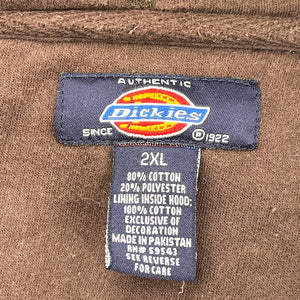 AUTHENTIC
Dickies
SINCE ® 1922
2XL
80% COTTON
20% POLYESTER
LINING INSIDE HOOD:
100% COTTON
EXCLUSIVE OF
DECORATION
MADE IN PAKISTAN
RN# 59543
SEE REVERSE
FOR CARE